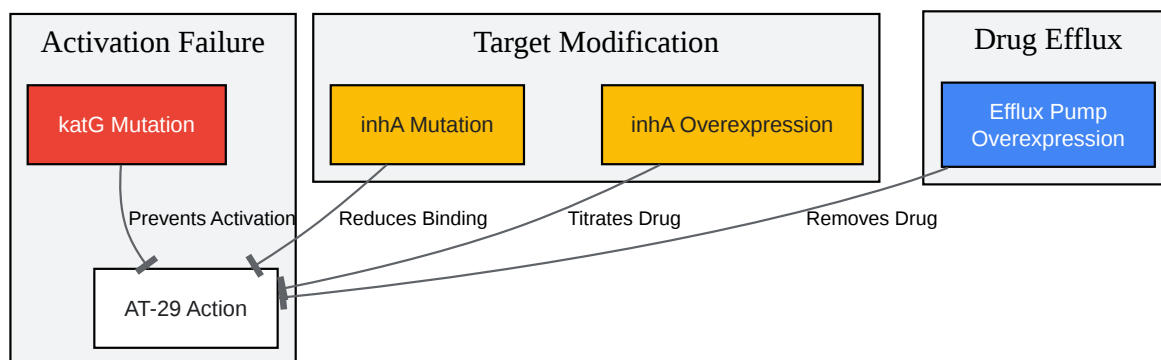 Activation Failure
Target Modification
Drug Efflux
katG Mutation
inhA Mutation
inhA Overexpression
Efflux Pump
Overexpression
Prevents Activation
Reduces Binding
Titrates Drug
Removes Drug
AT-29 Action